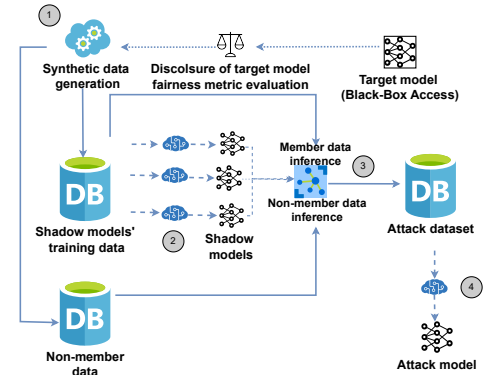 1
Synthetic data
generation
Discolsure of target model
fairness metric evaluation
Target model
(Black-Box Access)
Member data
inference
3
DB
DB
Non-member data
inference
Shadow models'
training data
2
Shadow
models
Attack dataset
4
DB
Non-member
data
Attack model